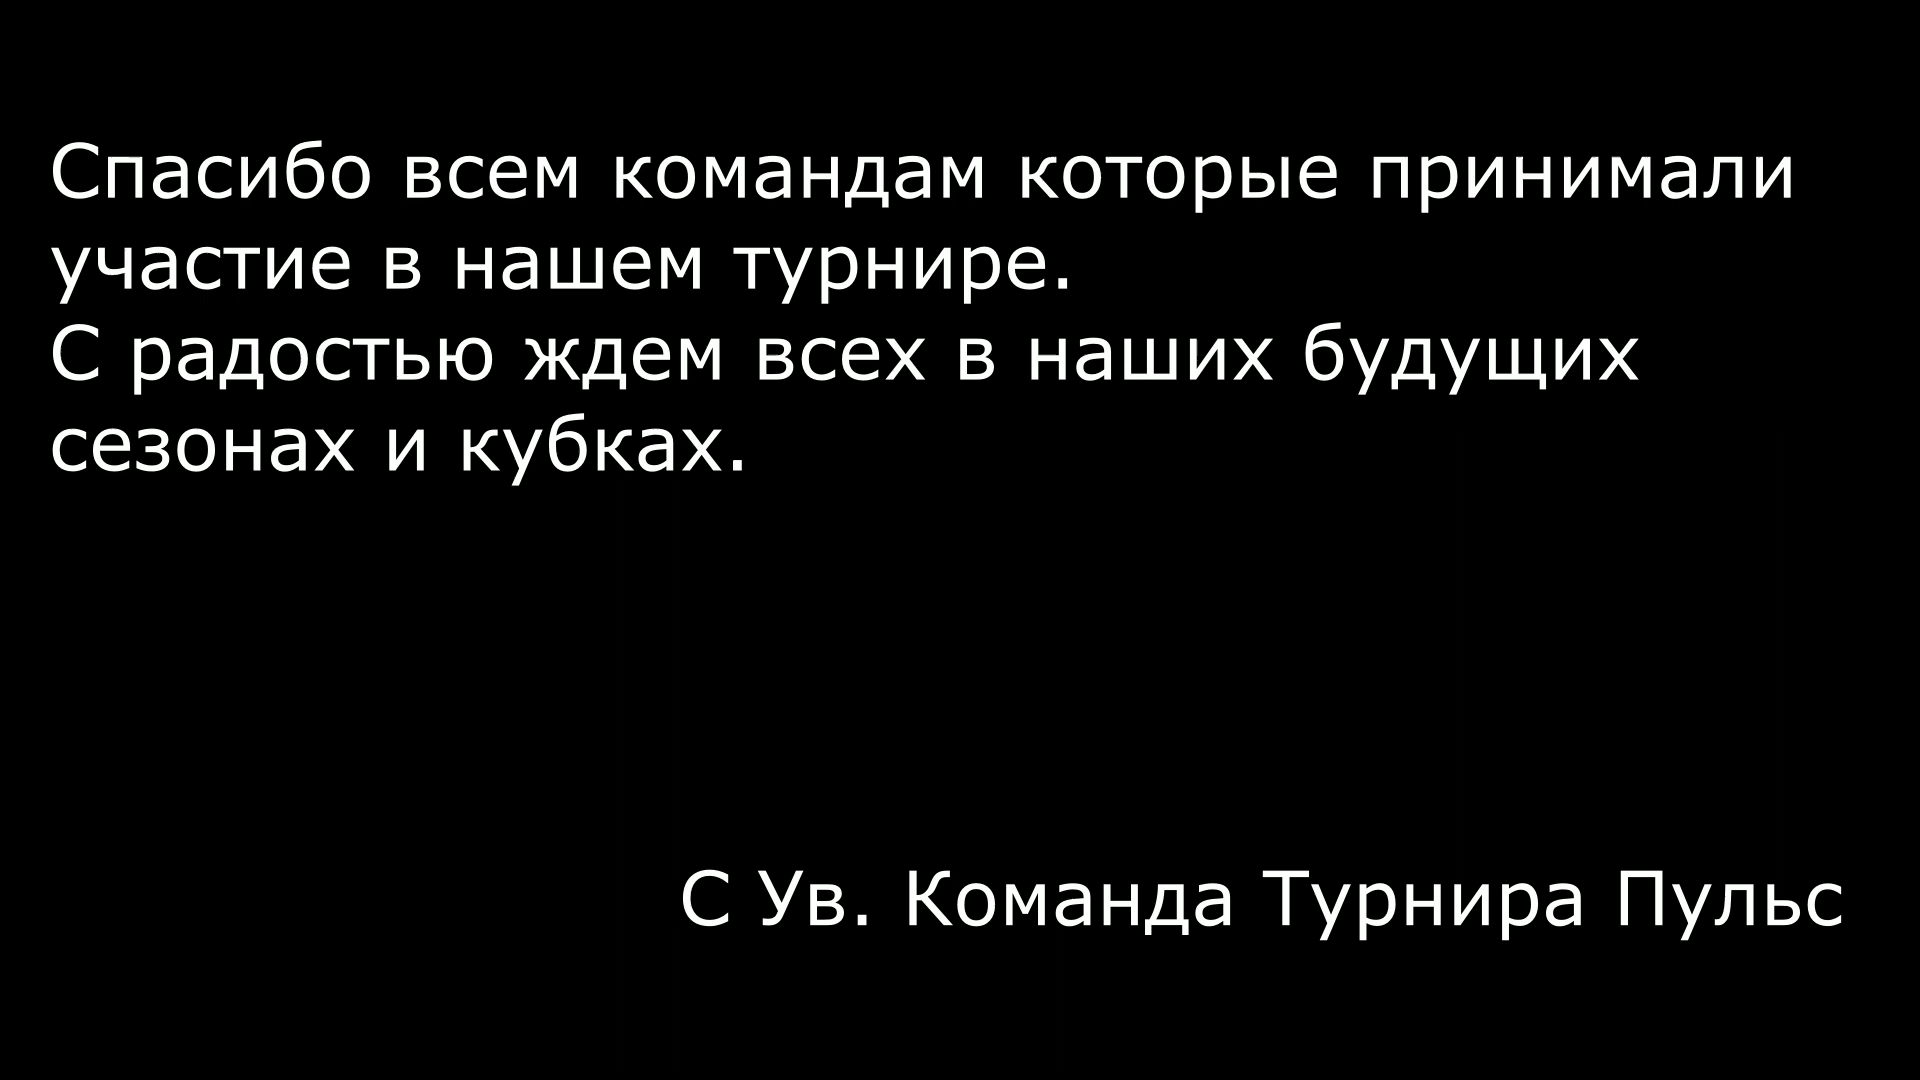 Спасибо всем командам которые принимали
участие в нашем турнире.
С радостью ждем всех в наших будущих
сезонах и кубках.
С Ув. Команда Турнира Пульс